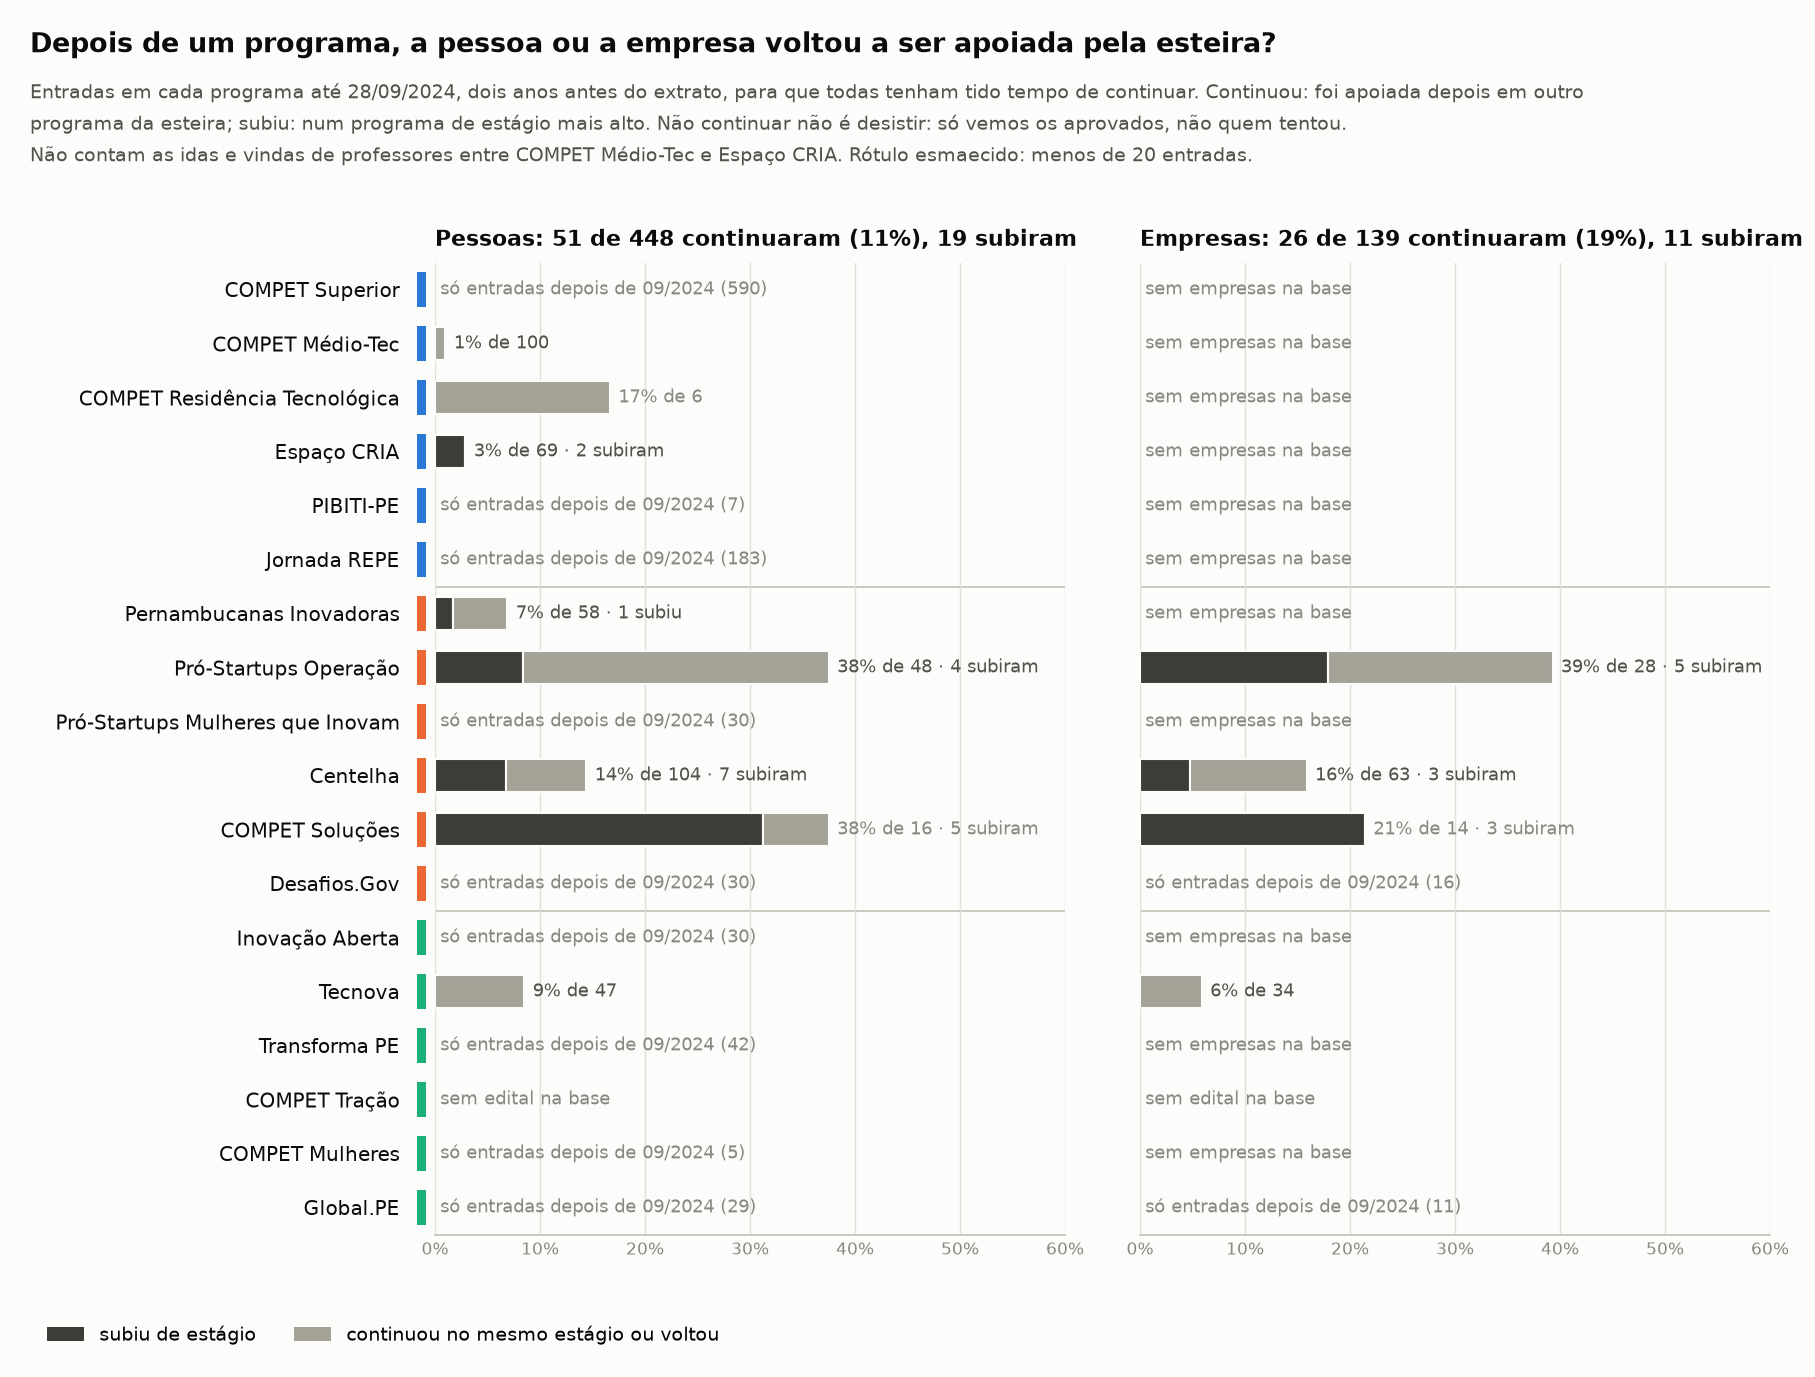 Depois de um programa, a pessoa ou a empresa voltou a ser apoiada pela esteira?
Entradas em cada programa até 28/09/2024, dois anos antes do extrato, para que todas tenham tido tempo de continuar. Continuou: foi apoiada depois em outro
programa da esteira; subiu: num programa de estágio mais alto. Não continuar não é desistir: só vemos os aprovados, não quem tentou.
Não contam as idas e vindas de professores entre COMPET Médio-Tec e Espaço CRIA. Rótulo esmaecido: menos de 20 entradas.
Pessoas: 51 de 448 continuaram (11%), 19 subiram
Empresas: 26 de 139 continuaram (19%), 11 subiram
COMPET Superior só entradas depois de 09/2024 (590) sem empresas na base
COMPET Médio-Tec 1% de 100 sem empresas na base
COMPET Residência Tecnológica 17% de 6 sem empresas na base
Espaço CRIA 3% de 69 · 2 subiram sem empresas na base
PIBITI-PE só entradas depois de 09/2024 (7) sem empresas na base
Jornada REPE só entradas depois de 09/2024 (183) sem empresas na base
Pernambucanas Inovadoras 7% de 58 · 1 subiu sem empresas na base
Pró-Startups Operação 38% de 48 · 4 subiram 39% de 28 · 5 subiram
Pró-Startups Mulheres que Inovam só entradas depois de 09/2024 (30) sem empresas na base
Centelha 14% de 104 · 7 subiram 16% de 63 · 3 subiram
COMPET Soluções 38% de 16 · 5 subiram 21% de 14 · 3 subiram
Desafios.Gov só entradas depois de 09/2024 (30) só entradas depois de 09/2024 (16)
Inovação Aberta só entradas depois de 09/2024 (30) sem empresas na base
Tecnova 9% de 47 6% de 34
Transforma PE só entradas depois de 09/2024 (42) sem empresas na base
COMPET Tração sem edital na base sem edital na base
COMPET Mulheres só entradas depois de 09/2024 (5) sem empresas na base
Global.PE só entradas depois de 09/2024 (29) só entradas depois de 09/2024 (11)
0% 10% 20% 30% 40% 50% 60% 0% 10% 20% 30% 40% 50% 60%
subiu de estágio continuou no mesmo estágio ou voltou